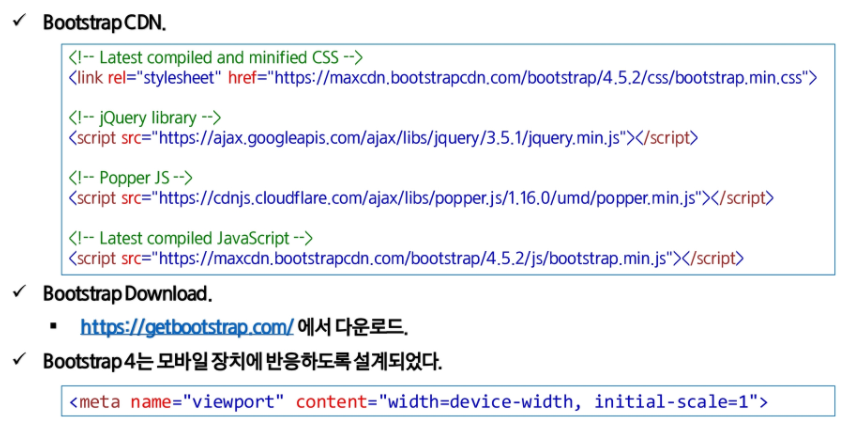 ✓ Bootstrap CDN.
<!-- Latest compiled and minified CSS -->
<link rel="stylesheet" href="https://maxcdn.bootstrapcdn.com/bootstrap/4.5.2/css/bootstrap.min.css">
<!-- jQuery library -->
<script src="https://ajax.googleapis.com/ajax/libs/jquery/3.5.1/jquery.min.js"></script>
<!-- Popper JS -->
<script src="https://cdnjs.cloudflare.com/ajax/libs/popper.js/1.16.0/umd/popper.min.js"></script>
<!-- Latest compiled JavaScript -->
<script src="https://maxcdn.bootstrapcdn.com/bootstrap/4.5.2/js/bootstrap.min.js"></script>
✓ Bootstrap Download.
▪ https://getbootstrap.com/ 에서 다운로드.
✓ Bootstrap 4는 모바일 장치에 반응하도록 설계되었다.
<meta name="viewport" content="width=device-width, initial-scale=1">